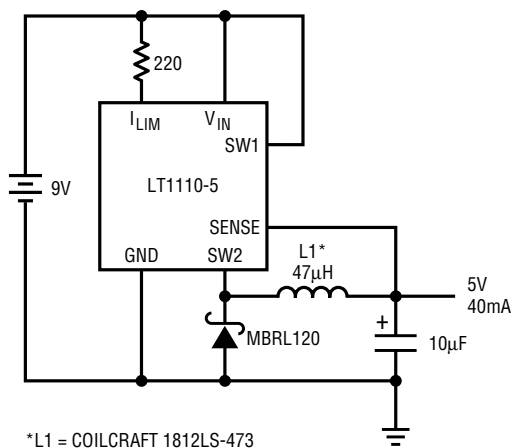 220
I_LIM
V_IN
SW1
9V
LT1110-5
SENSE
L1*
47µH
GND
SW2
5V
40mA
+
MBRL120
10µF
*L1 = COILCRAFT 1812LS-473